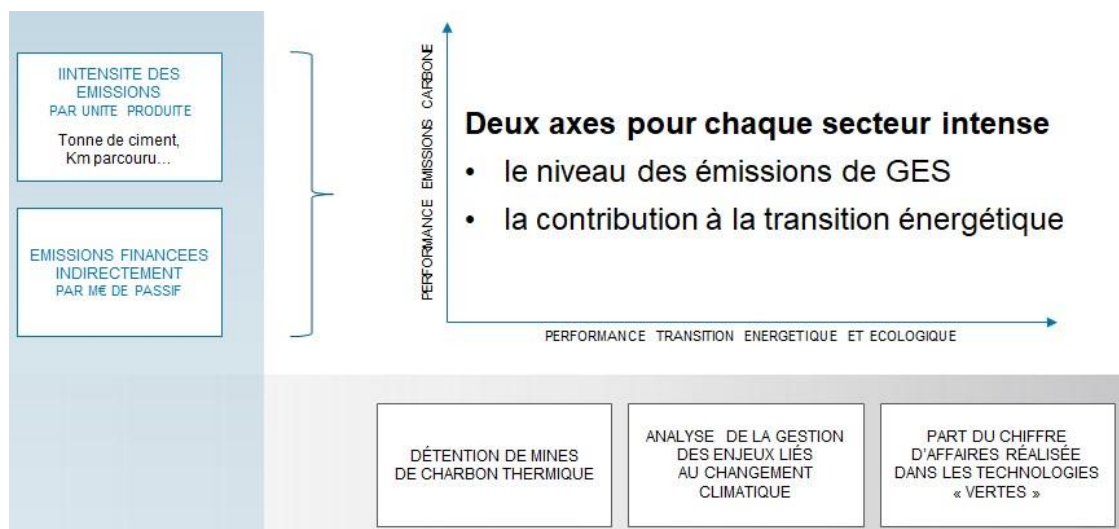 IINTENSITE DES
EMISSIONS
PAR UNITE PRODUITE
Tonne de ciment,
Km parcouru…
EMISSIONS FINANCEES
INDIRECTEMENT
PAR M€ DE PASSIF
PERFORMANCE EMISSIONS CARBONE
Deux axes pour chaque secteur intense
• le niveau des émissions de GES
• la contribution à la transition énergétique
PERFORMANCE TRANSITION ENERGETIQUE ET ECOLOGIQUE
DÉTENTION DE MINES
DE CHARBON THERMIQUE
ANALYSE DE LA GESTION
DES ENJEUX LIÉS
AU CHANGEMENT
CLIMATIQUE
PART DU CHIFFRE
D'AFFAIRES RÉALISÉE
DANS LES TECHNOLOGIES
« VERTES »